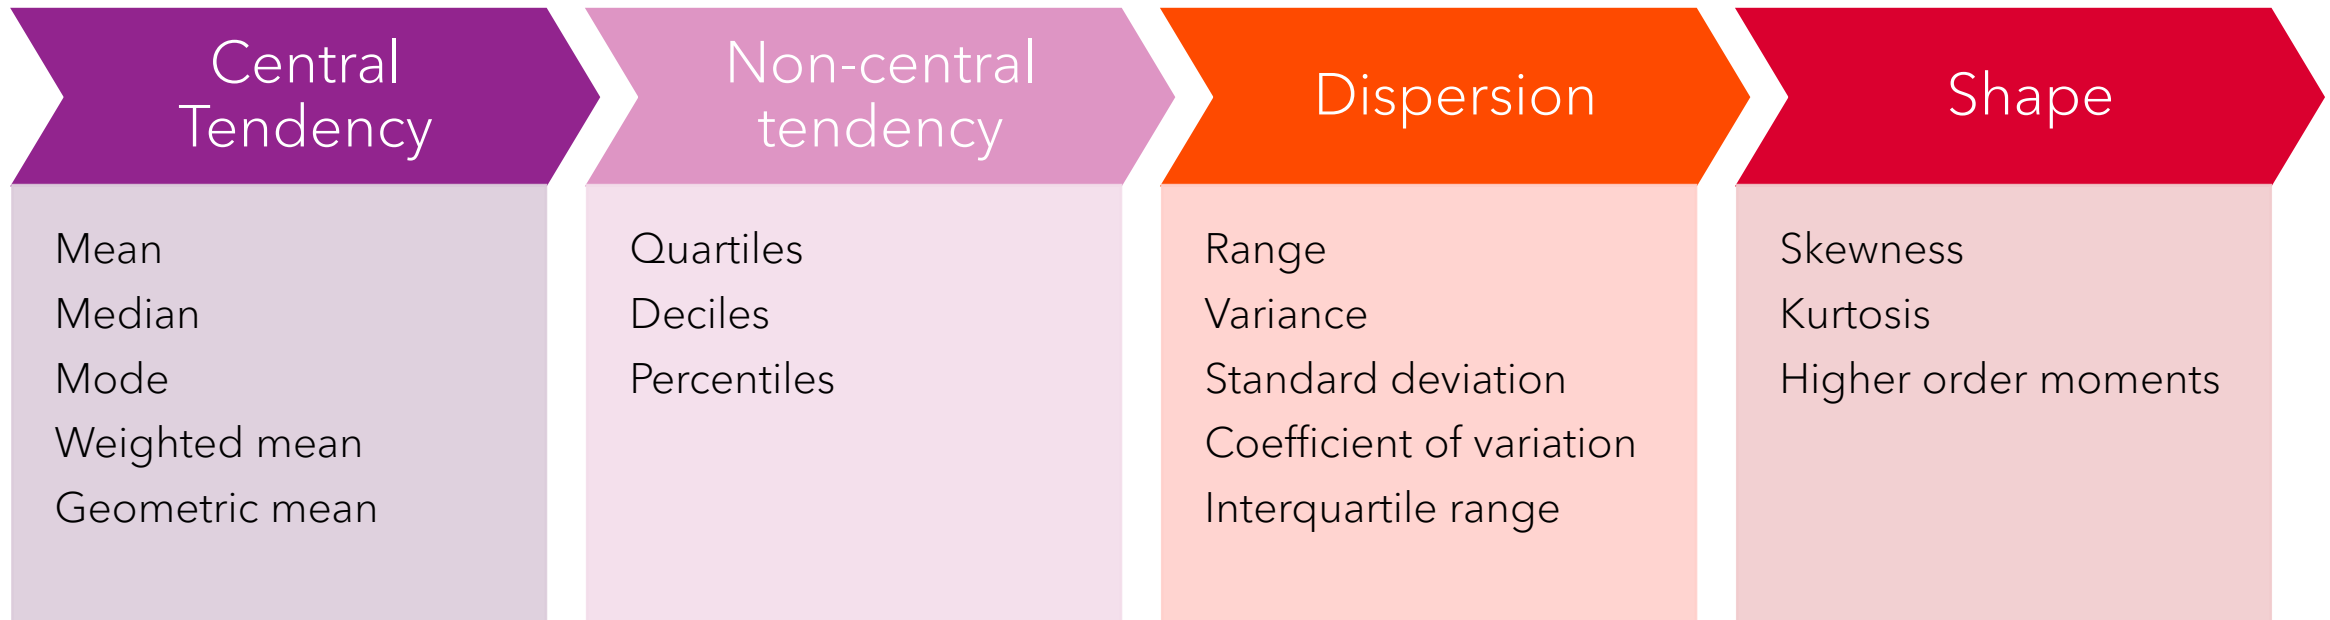 Central
Tendency
Mean
Median
Mode
Weighted mean
Geometric mean
Non-central
tendency
Quartiles
Deciles
Percentiles
Dispersion
Range
Variance
Standard deviation
Coefficient of variation
Interquartile range
Shape
Skewness
Kurtosis
Higher order moments